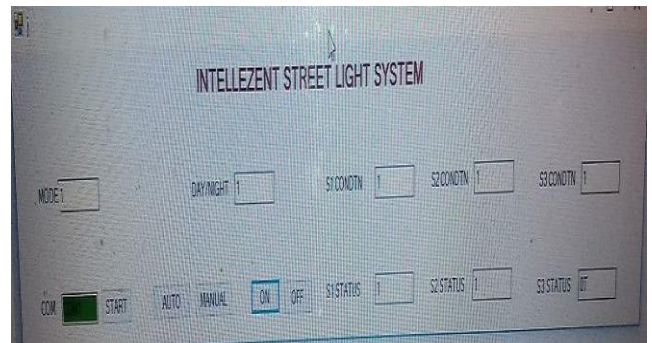 INTELLEZENT STREET LIGHT SYSTEM
MODE 1 DAY/NIGHT 1 S1 CONDTN 1 S2 CONDTN 1 S3 CONDTN 1
COM START AUTO MANUAL ON OFF S1 STATUS 1 S2 STATUS 1 S3 STATUS 0T